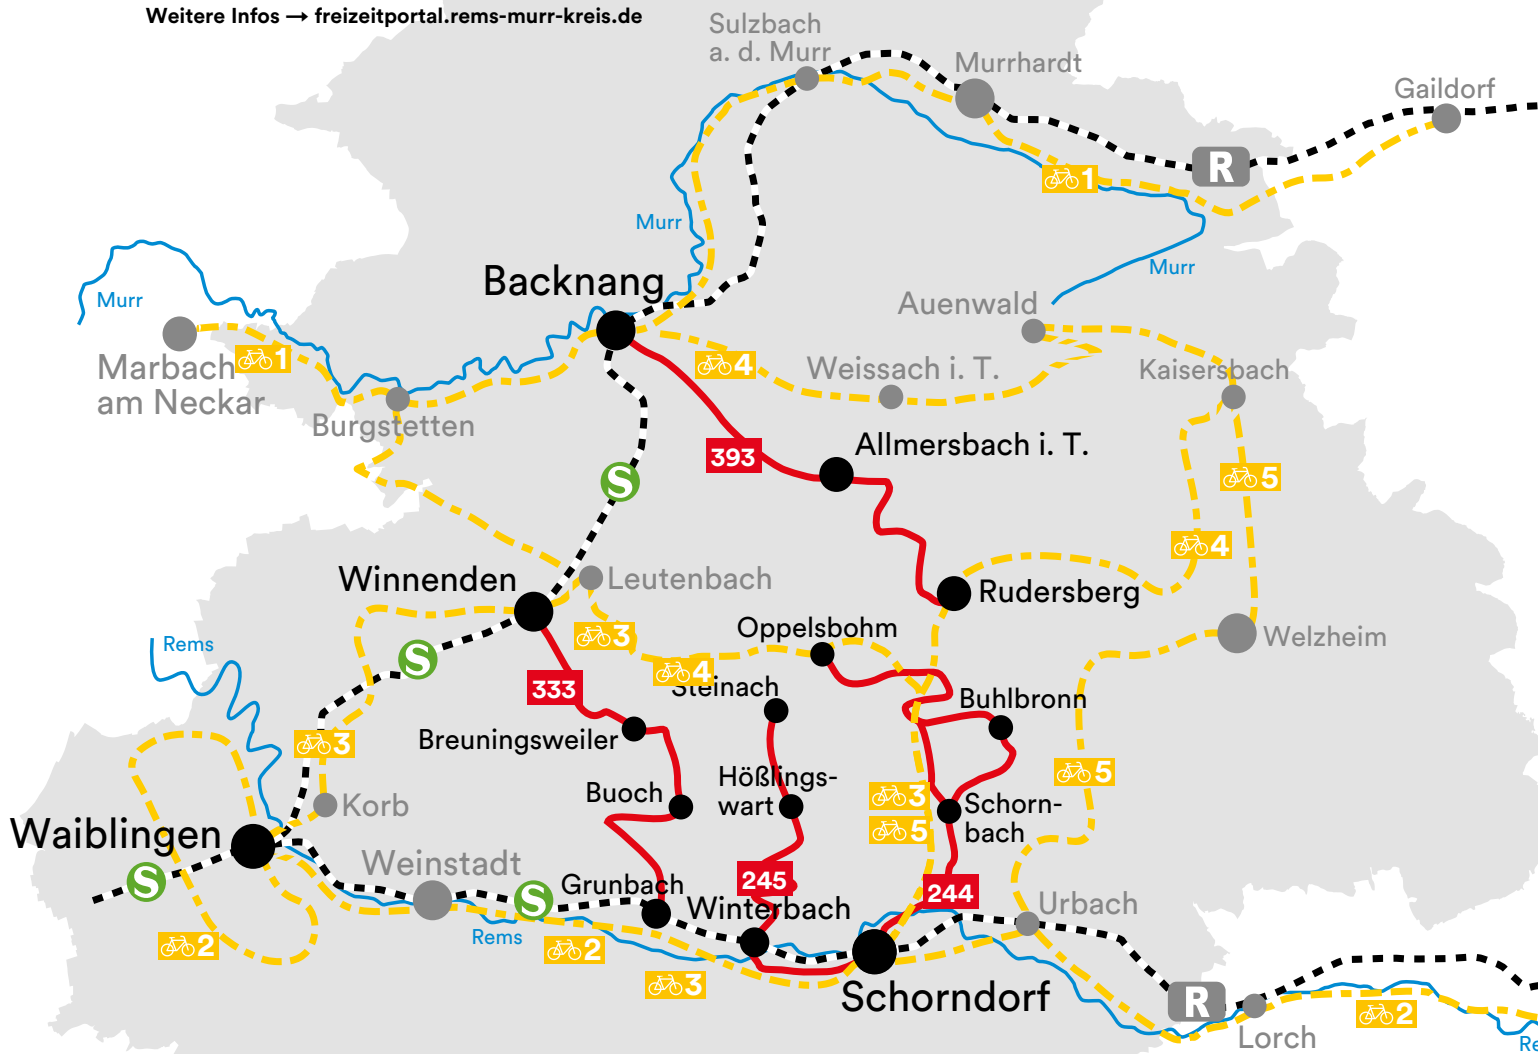 Weitere Infos → freizeitportal.rems-murr-kreis.de
Sulzbach
a. d. Murr
Murrhardt
Gaildorf
R
1
Murr
Murr
Backnang
Auenwald
Murr
Marbach
am Neckar
1
4
Weissach i. T.
Kaisersbach
Burgstetten
393
Allmersbach i. T.
S
5
4
Winnenden
Leutenbach
Rudersberg
Rems
S
3
Oppelsbohm
Welzheim
4
333
Steinach
Buhlbronn
Breuningsweiler
3
5
Buoch
Hößlings-
wart
3
Schorn-
bach
Korb
Waiblingen
5
Weinstadt
S
S
Grunbach
245
244
Winterbach
Urbach
Rems
2
2
3
Schorndorf
R
Lorch
2
Re